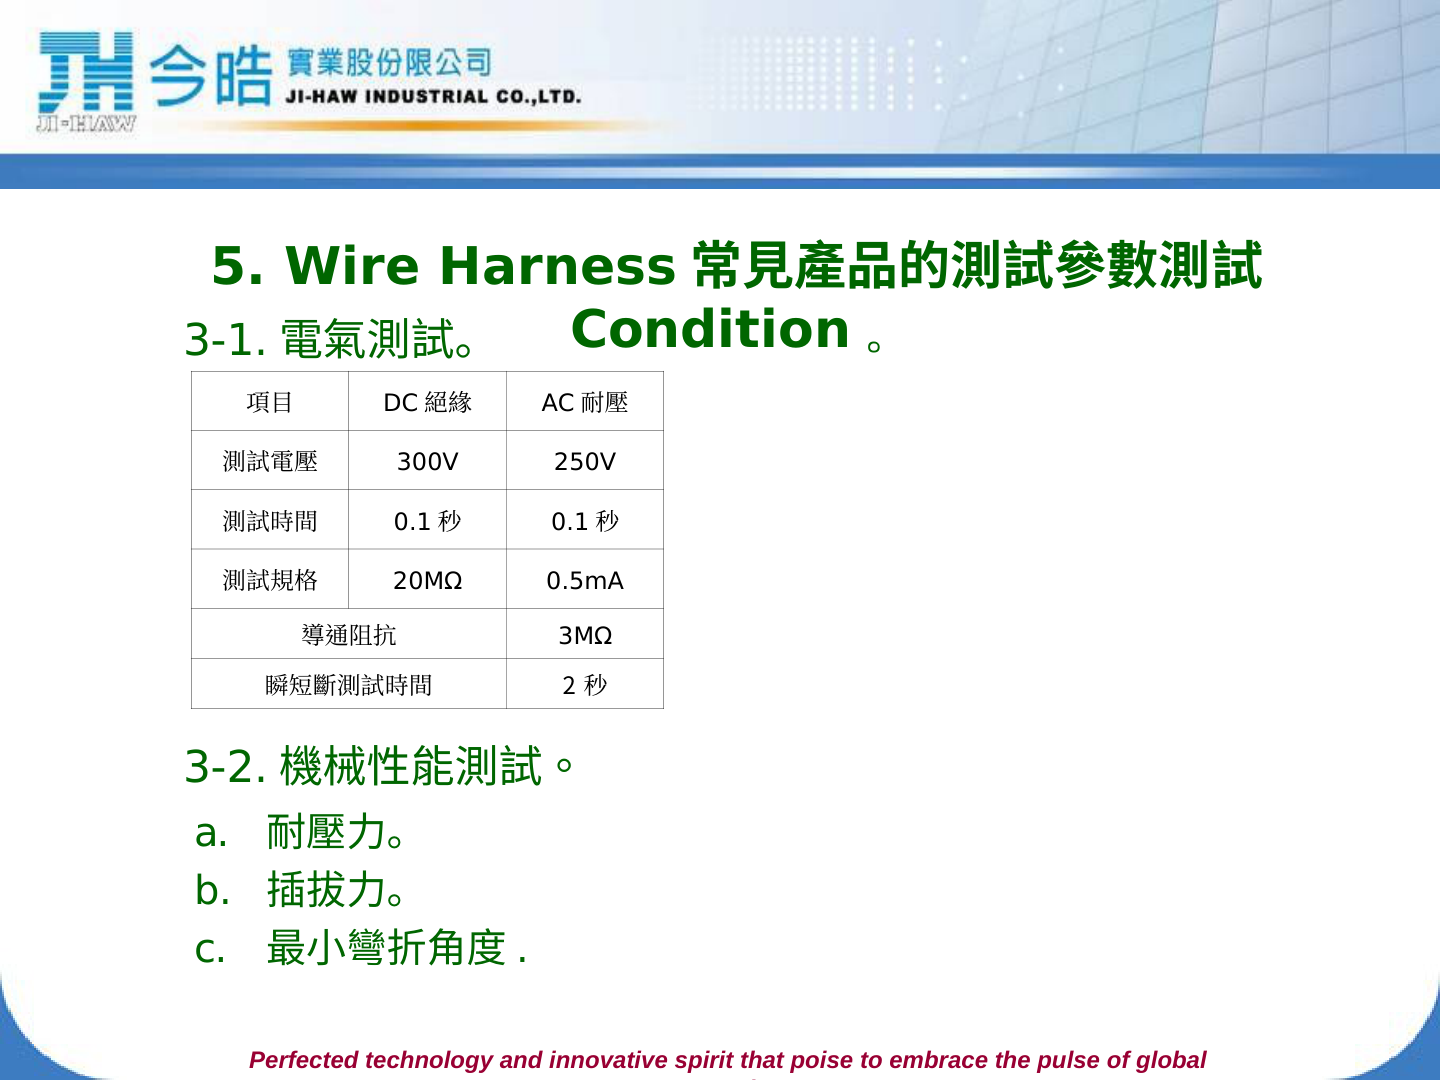 今皓 實業股份限公司
JI-HAW INDUSTRIAL CO.,LTD.
JI-HAW
5. Wire Harness 常見產品的測試參數測試
Condition 。
3-1. 電氣測試。
項目 DC 絕緣 AC 耐壓
測試電壓 300V 250V
測試時間 0.1 秒 0.1 秒
測試規格 20MΩ 0.5mA
導通阻抗 3MΩ
瞬短斷測試時間 2 秒
3-2. 機械性能測試。
a. 耐壓力。
b. 插拔力。
c. 最小彎折角度 .
Perfected technology and innovative spirit that poise to embrace the pulse of global